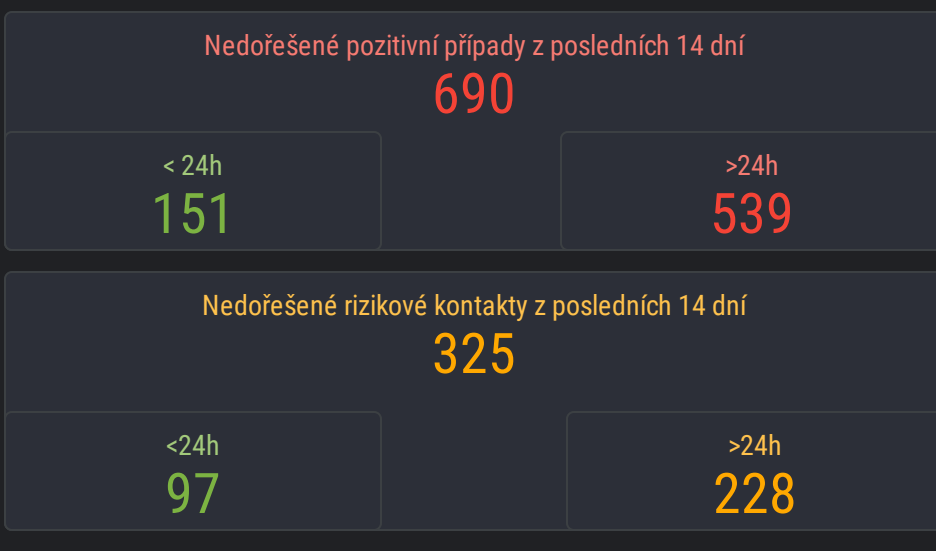 Nedořešené pozitivní případy z posledních 14 dní
690
< 24h
>24h
151
539
Nedořešené rizikové kontakty z posledních 14 dní
325
<24h
>24h
97
228